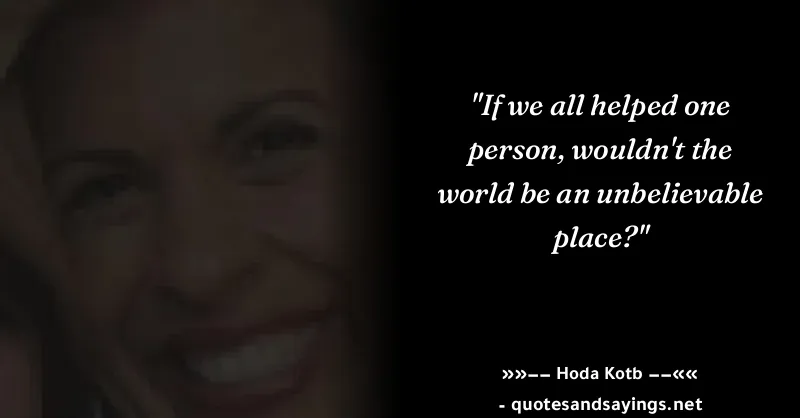 "If we all helped one
person, wouldn't the
world be an unbelievable
place?"
»»−− Hoda Kotb −−««
- quotesandsayings.net